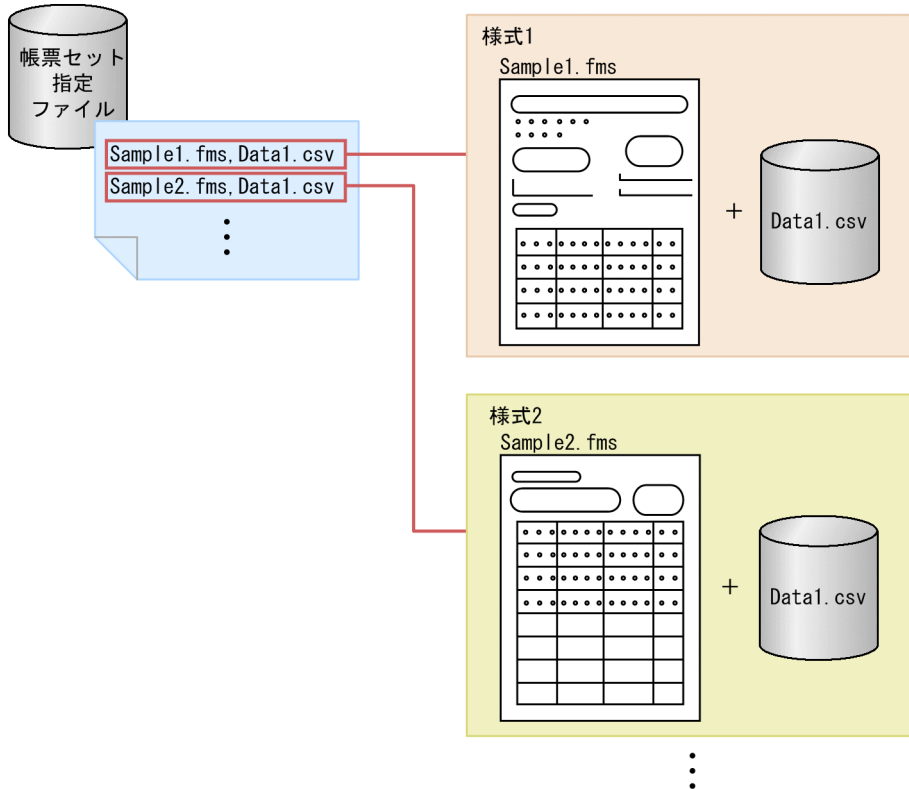 帳票セット
指定
ファイル
Sample1.fms,Data1.csv
Sample2.fms,Data1.csv
様式1
Sample1.fms
+
Data1.csv
様式2
Sample2.fms
+
Data1.csv